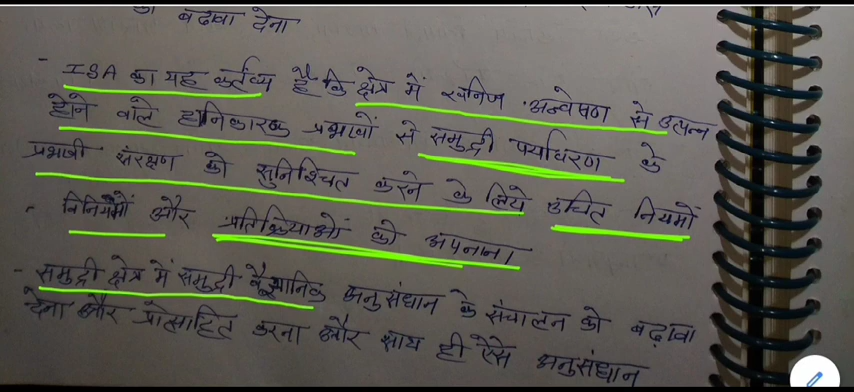 को बढ़ावा देना
- ISA का यह कर्तव्य है कि क्षेत्र में खनिज अन्वेषण से उत्पन्न
होने वाले हानिकारक प्रभावों से समुद्री पर्यावरण के
प्रभावी संरक्षण को सुनिश्चित करने के लिये उचित नियमों
- विनियमों और प्रतिक्रियाओं को अपनाना।
- समुद्री क्षेत्र में समुद्री वैज्ञानिक अनुसंधान के संचालन को बढ़ावा
देना और प्रोत्साहित करना और साथ ही ऐसे अनुसंधान